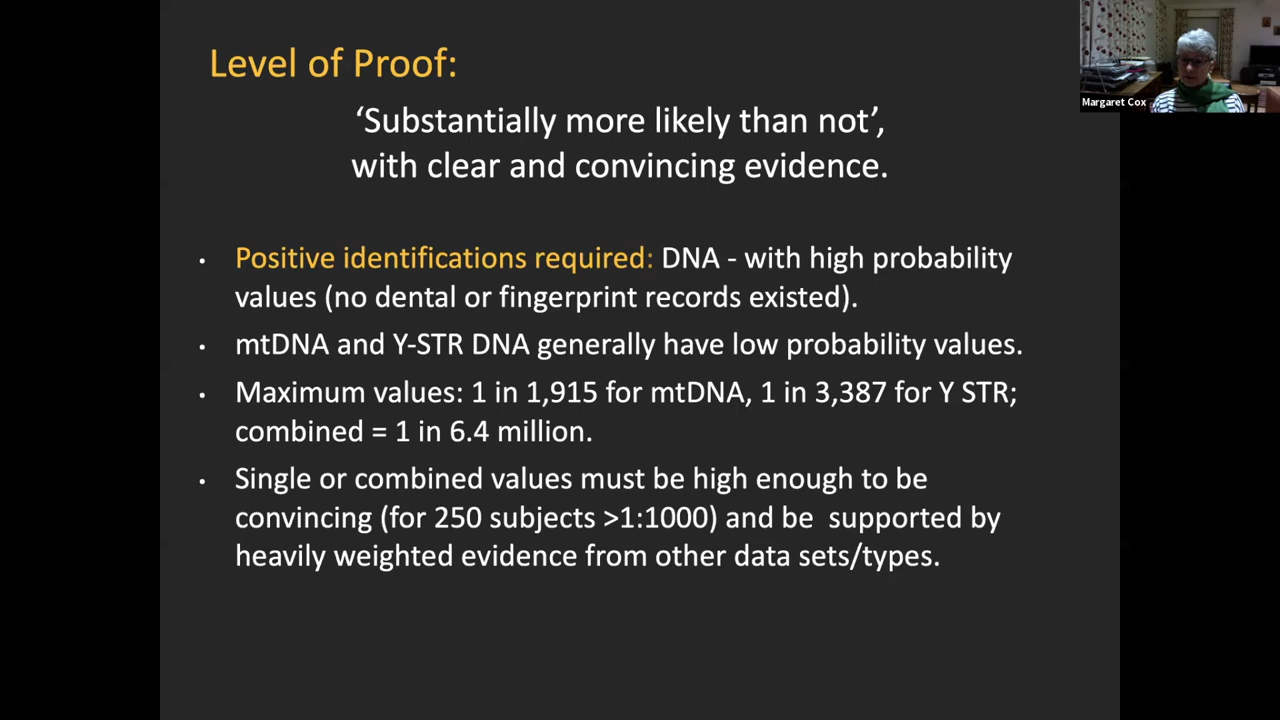 Level of Proof:
‘Substantially more likely than not’,
with clear and convincing evidence.
• Positive identifications required: DNA - with high probability
values (no dental or fingerprint records existed).
• mtDNA and Y-STR DNA generally have low probability values.
• Maximum values: 1 in 1,915 for mtDNA, 1 in 3,387 for Y STR;
combined = 1 in 6.4 million.
• Single or combined values must be high enough to be
convincing (for 250 subjects >1:1000) and be  supported by
heavily weighted evidence from other data sets/types.
Margaret Cox